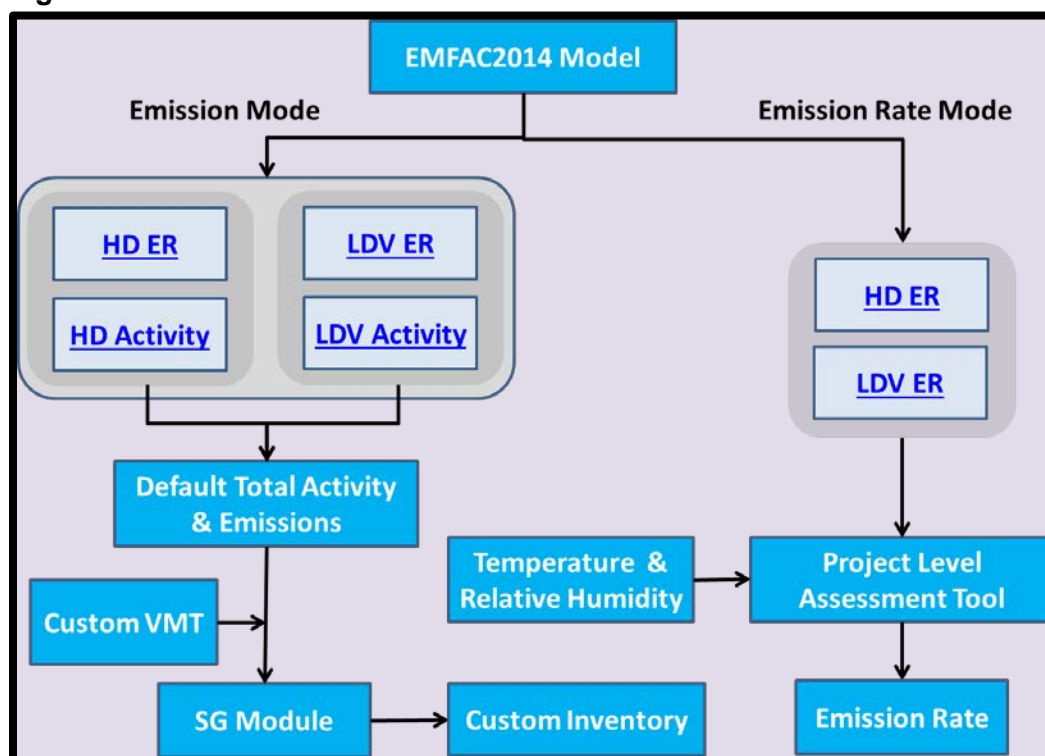 EMFAC2014 Model
Emission Mode
Emission Rate Mode
HD ER
LDV ER
HD Activity
LDV Activity
HD ER
LDV ER
Default Total Activity
& Emissions
Temperature &
Relative Humidity
Project Level
Assessment Tool
Custom VMT
SG Module
Custom Inventory
Emission Rate